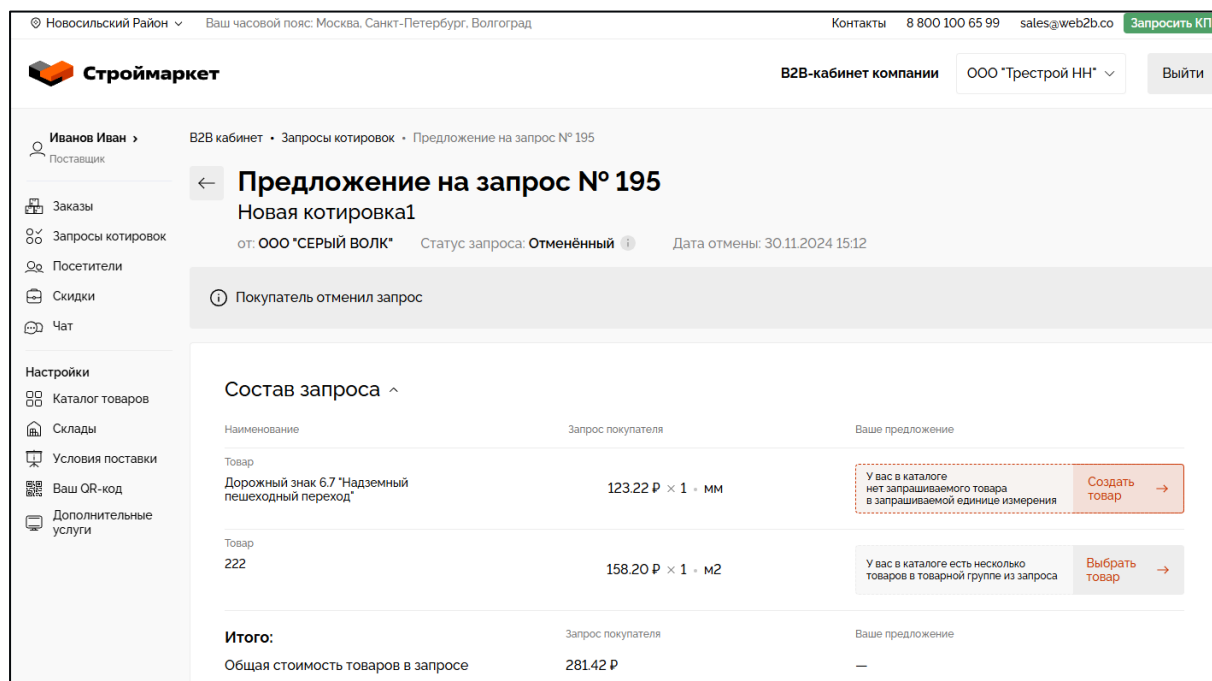 Новосильский Район Ваш часовой пояс: Москва, Санкт-Петербург, Волгоград Контакты 8 800 100 65 99 sales@web2b.co Запросить КП
Строймаркет B2B-кабинет компании ООО "Трестрой НН" Выйти
Иванов Иван ›
Поставщик
Заказы
Запросы котировок
Посетители
Скидки
Чат
Настройки
Каталог товаров
Склады
Условия поставки
Ваш QR-код
Дополнительные
услуги
B2B кабинет • Запросы котировок • Предложение на запрос № 195
← Предложение на запрос № 195
Новая котировка1
от: ООО "СЕРЫЙ ВОЛК" Статус запроса: Отменённый i Дата отмены: 30.11.2024 15:12
Покупатель отменил запрос
Состав запроса
Наименование Запрос покупателя Ваше предложение
Товар
Дорожный знак 6.7 "Надземный
пешеходный переход"
123.22 ₽ × 1 • мм
У вас в каталоге
нет запрашиваемого товара
в запрашиваемой единице измерения
Создать
товар →
Товар
222
158.20 ₽ × 1 • м2
У вас в каталоге есть несколько
товаров в товарной группе из запроса
Выбрать
товар →
Итого: Запрос покупателя Ваше предложение
Общая стоимость товаров в запросе 281.42 ₽ —